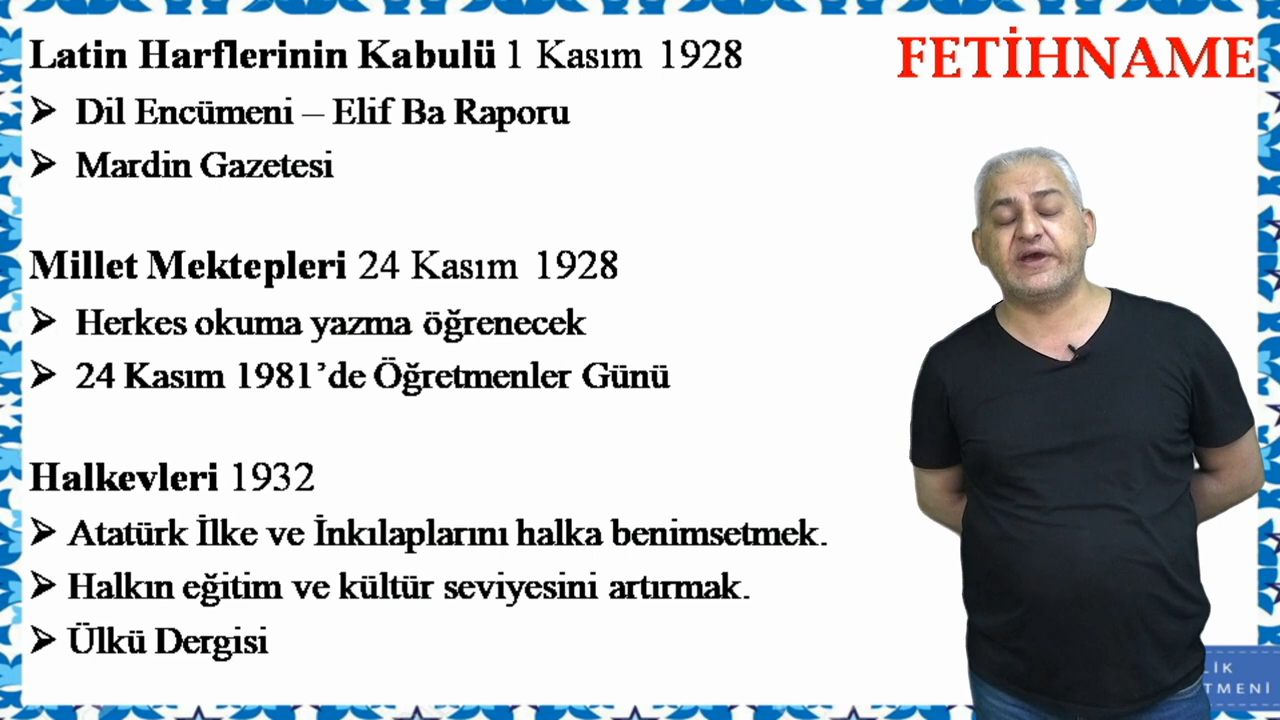 Latin Harflerinin Kabulü 1 Kasım 1928
FETİHNAME
➤ Dil Encümeni – Elif Ba Raporu
➤ Mardin Gazetesi
Millet Mektepleri 24 Kasım 1928
➤ Herkes okuma yazma öğrenecek
➤ 24 Kasım 1981’de Öğretmenler Günü
Halkevleri 1932
➤ Atatürk İlke ve İnkılaplarını halka benimsetmek.
➤ Halkın eğitim ve kültür seviyesini artırmak.
➤ Ülkü Dergisi